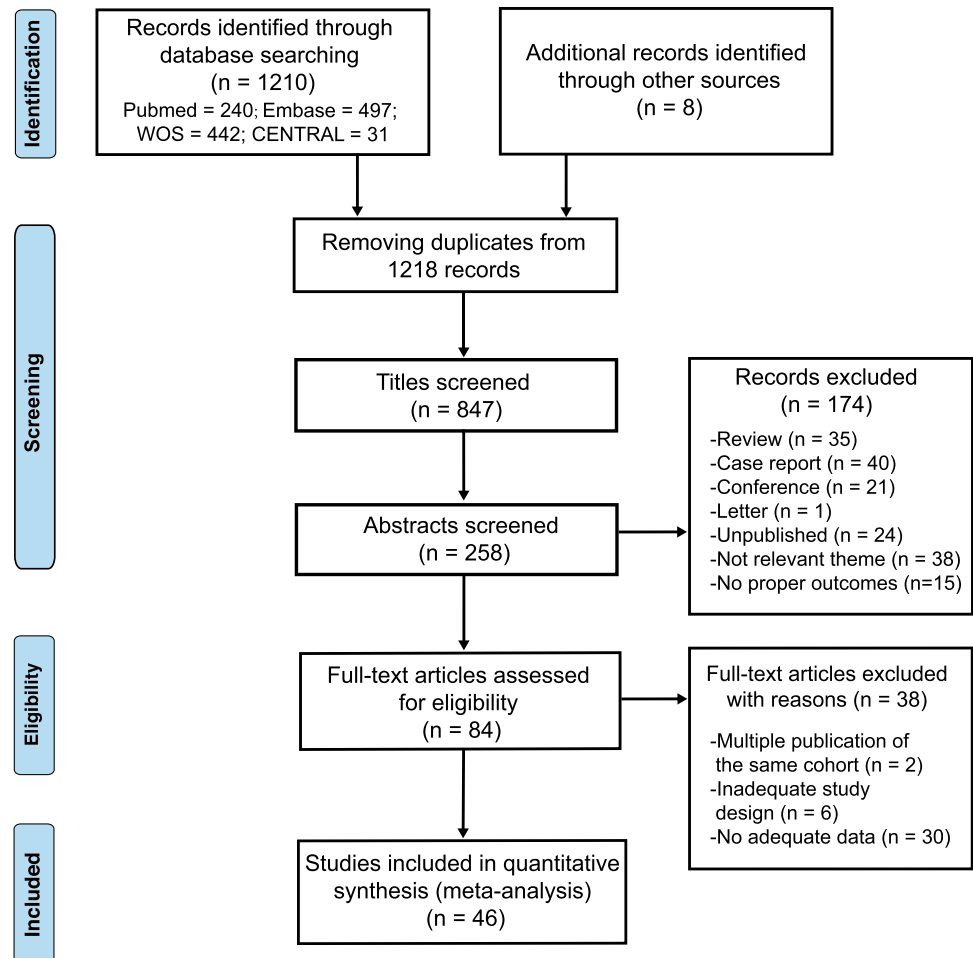 Identification
Records identified through
database searching
(n = 1210)
Pubmed = 240; Embase = 497;
WOS = 442; CENTRAL = 31
Additional records identified
through other sources
(n = 8)
Screening
Removing duplicates from
1218 records
Titles screened
(n = 847)
Abstracts screened
(n = 258)
Records excluded
(n = 174)
-Review (n = 35)
-Case report (n = 40)
-Conference (n = 21)
-Letter (n = 1)
-Unpublished (n = 24)
-Not relevant theme (n = 38)
-No proper outcomes (n=15)
Eligibility
Full-text articles assessed
for eligibility
(n = 84)
Full-text articles excluded
with reasons (n = 38)
-Multiple publication of
the same cohort (n = 2)
-Inadequate study
design (n = 6)
-No adequate data (n = 30)
Included
Studies included in quantitative
synthesis (meta-analysis)
(n = 46)